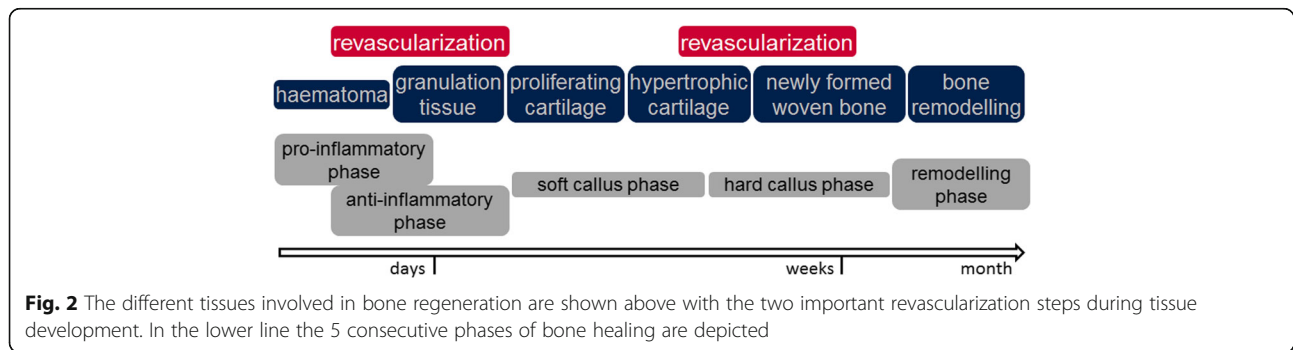 revascularization revascularization
haematoma granulation tissue proliferating cartilage hypertrophic cartilage newly formed woven bone bone remodelling
pro-inflammatory phase
anti-inflammatory phase
soft callus phase hard callus phase remodelling phase
days weeks month
Fig. 2 The different tissues involved in bone regeneration are shown above with the two important revascularization steps during tissue
development. In the lower line the 5 consecutive phases of bone healing are depicted